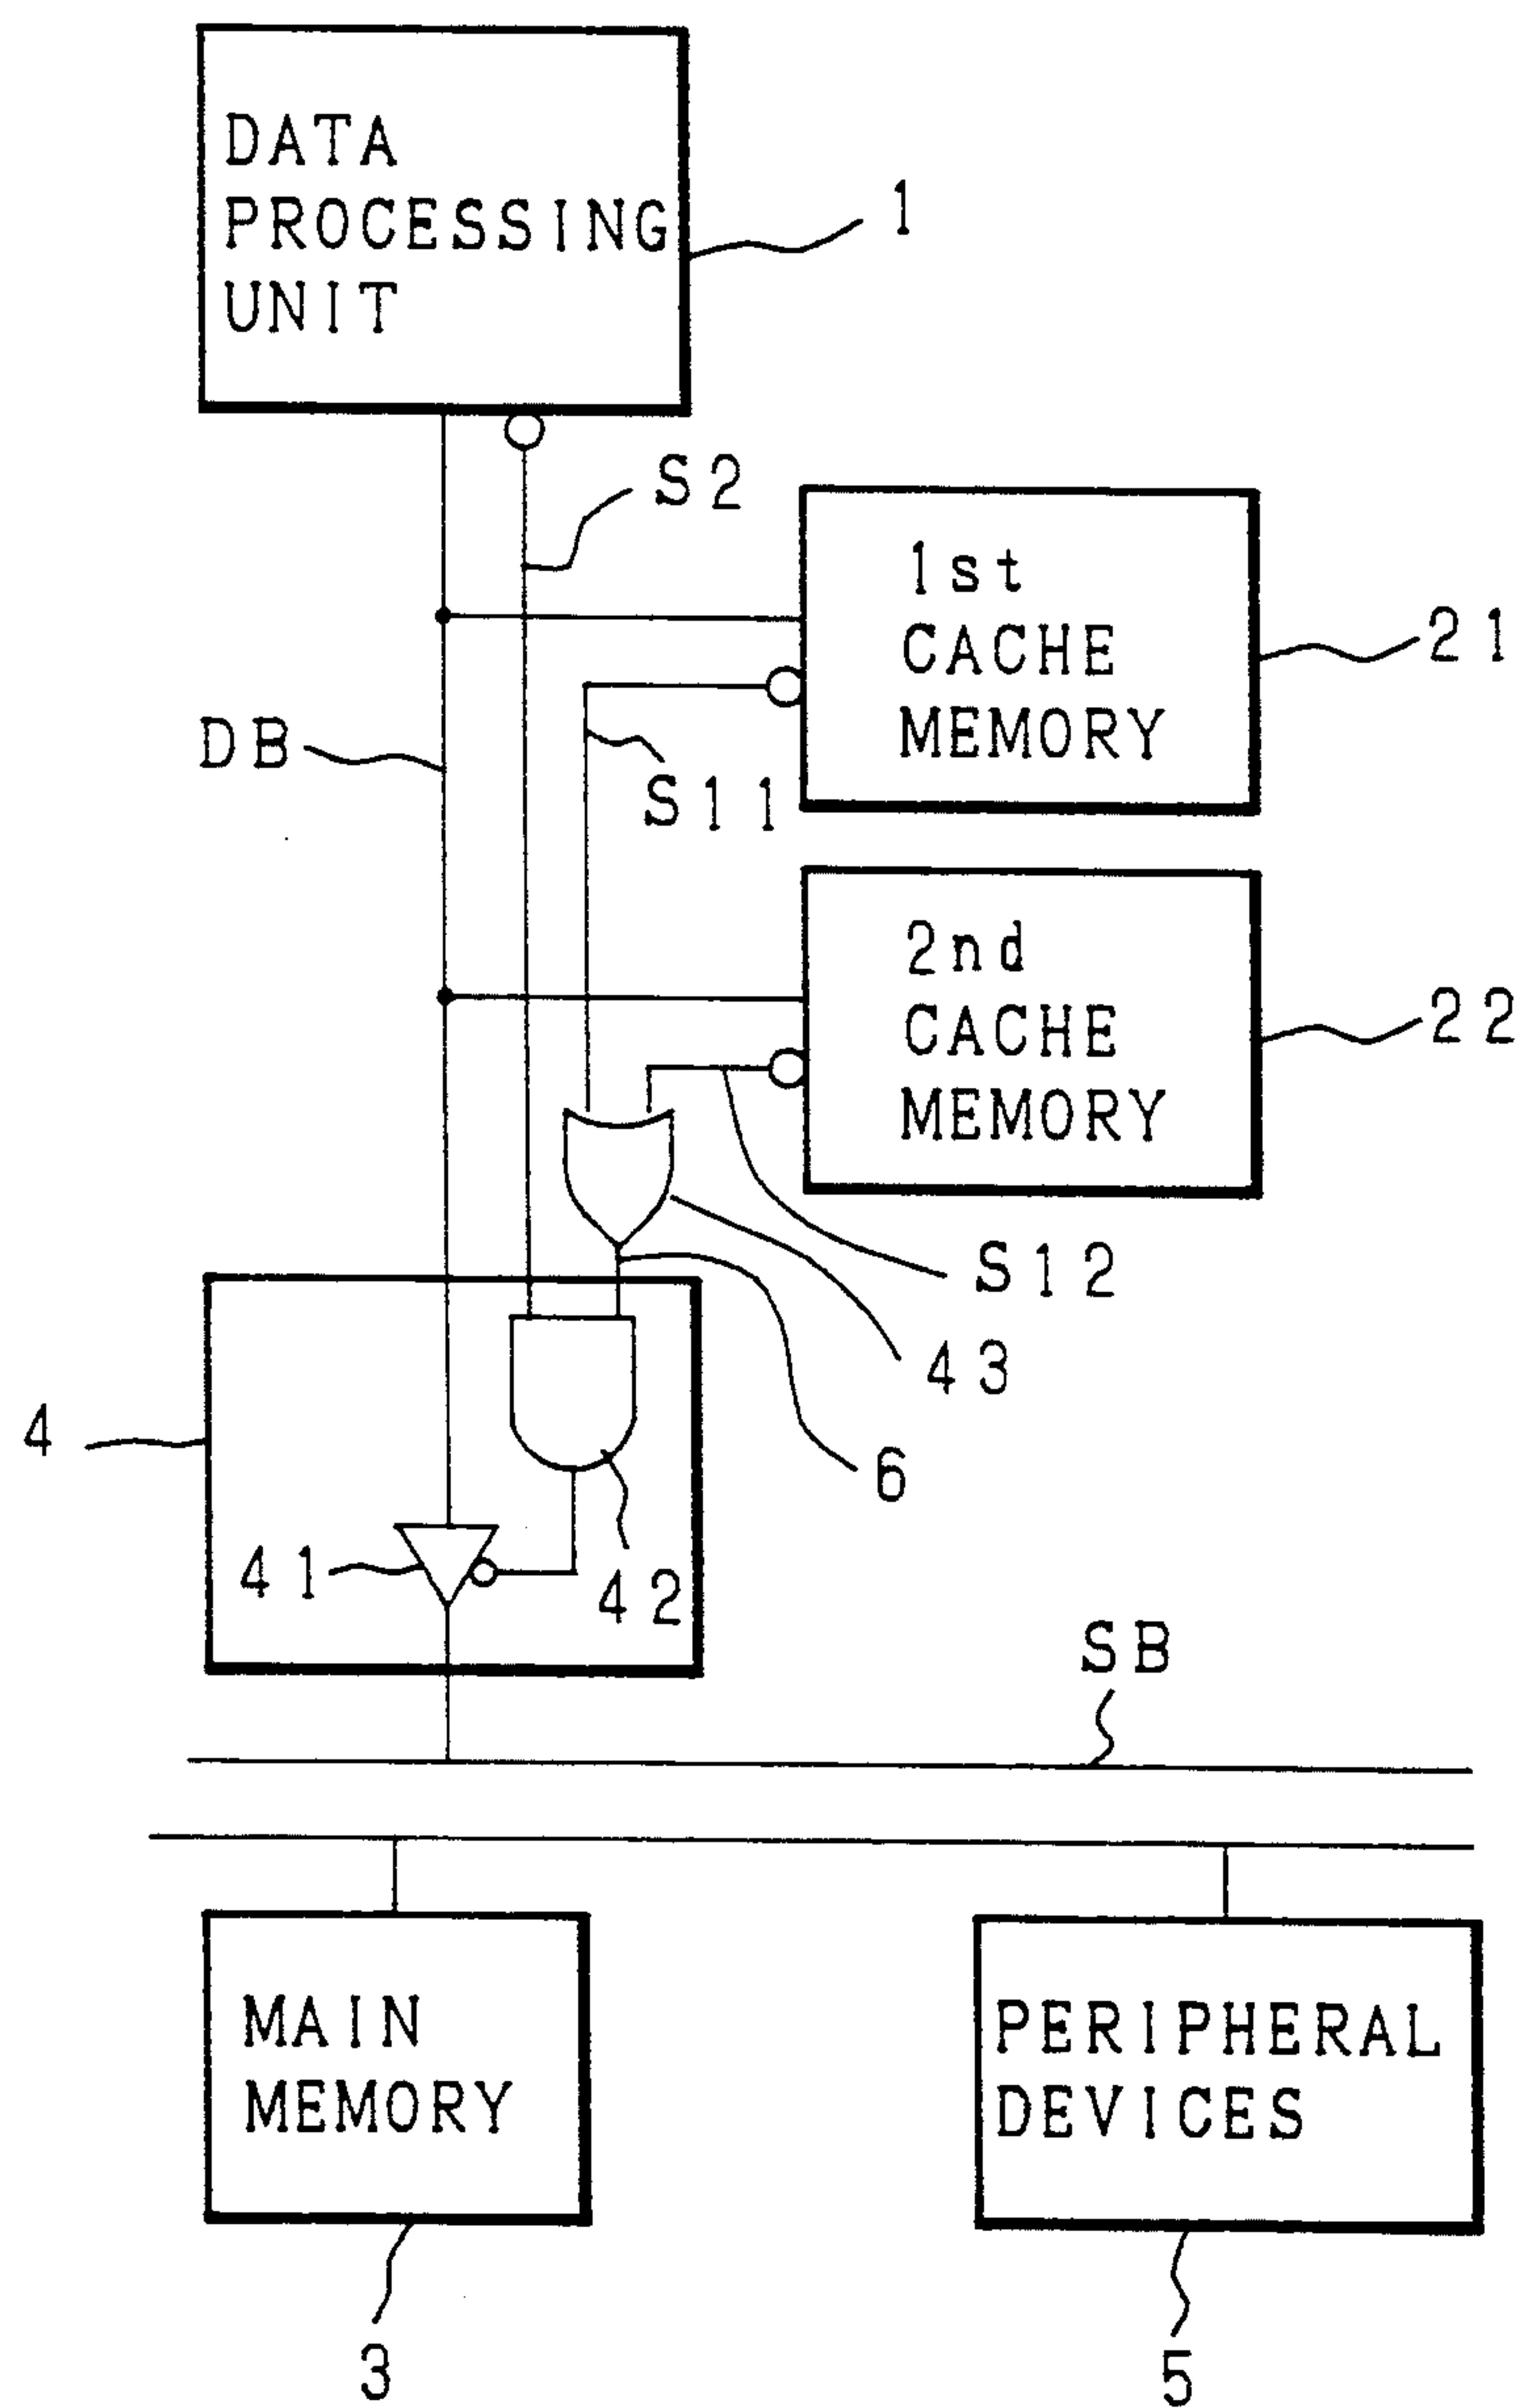 DATA
PROCESSING
UNIT
1
S2
1st
CACHE
MEMORY
21
DB
S11
2nd
CACHE
MEMORY
22
S12
43
4
6
41
42
SB
MAIN
MEMORY
PERIPHERAL
DEVICES
3
5